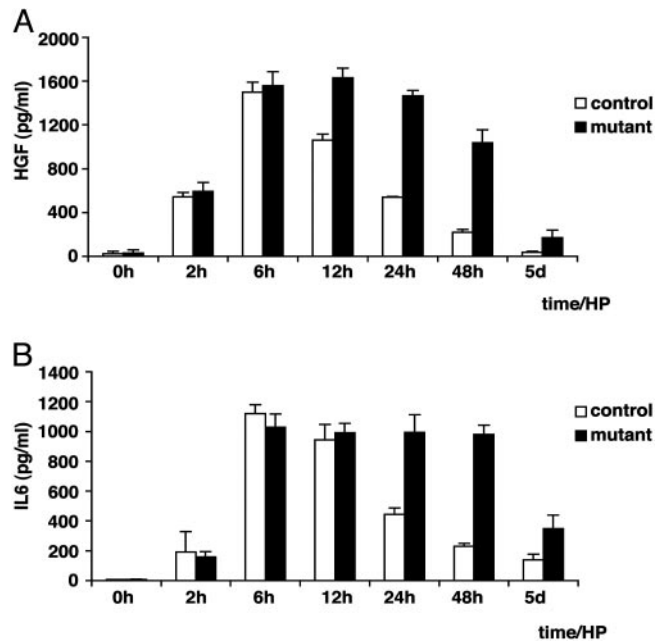 A
HGF (pg/ml)
2000
1600
1200
800
400
0
0h 2h 6h 12h 24h 48h 5d
time/HP
control
mutant
B
IL6 (pg/ml)
1400
1200
1000
800
600
400
200
0
0h 2h 6h 12h 24h 48h 5d
time/HP
control
mutant